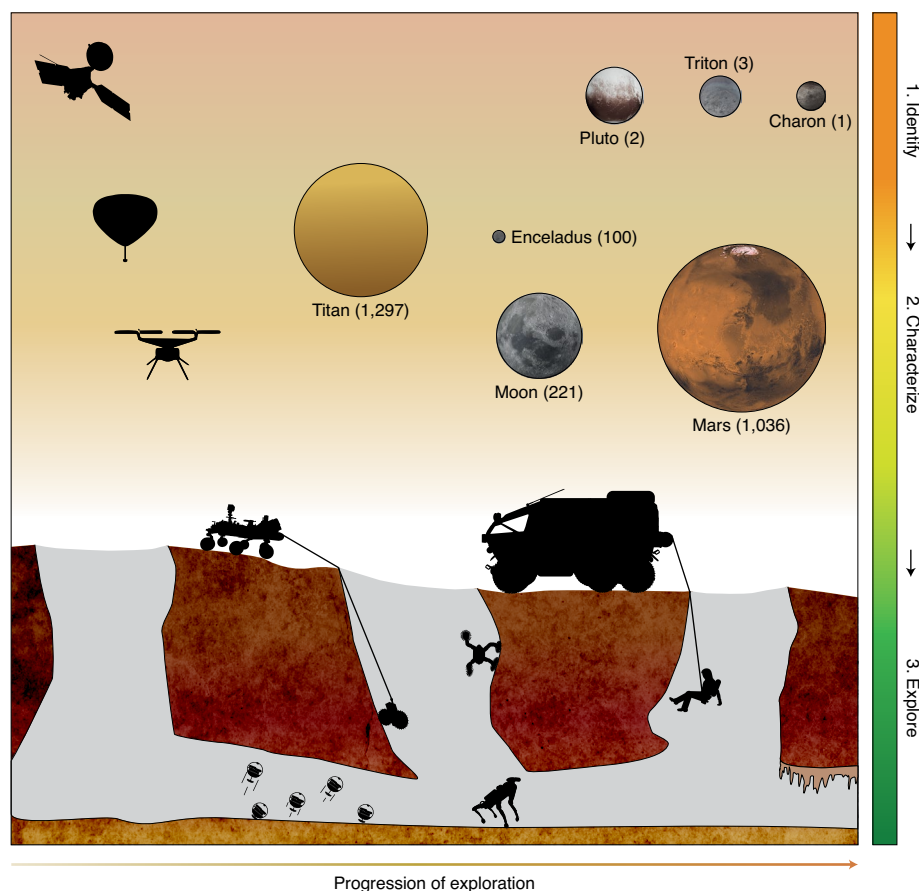 Triton (3)
Pluto (2)
Charon (1)
Enceladus (100)
Titan (1,297)
Moon (221)
Mars (1,036)
1. Identify
→
2. Characterize
→
3. Explore
Progression of exploration